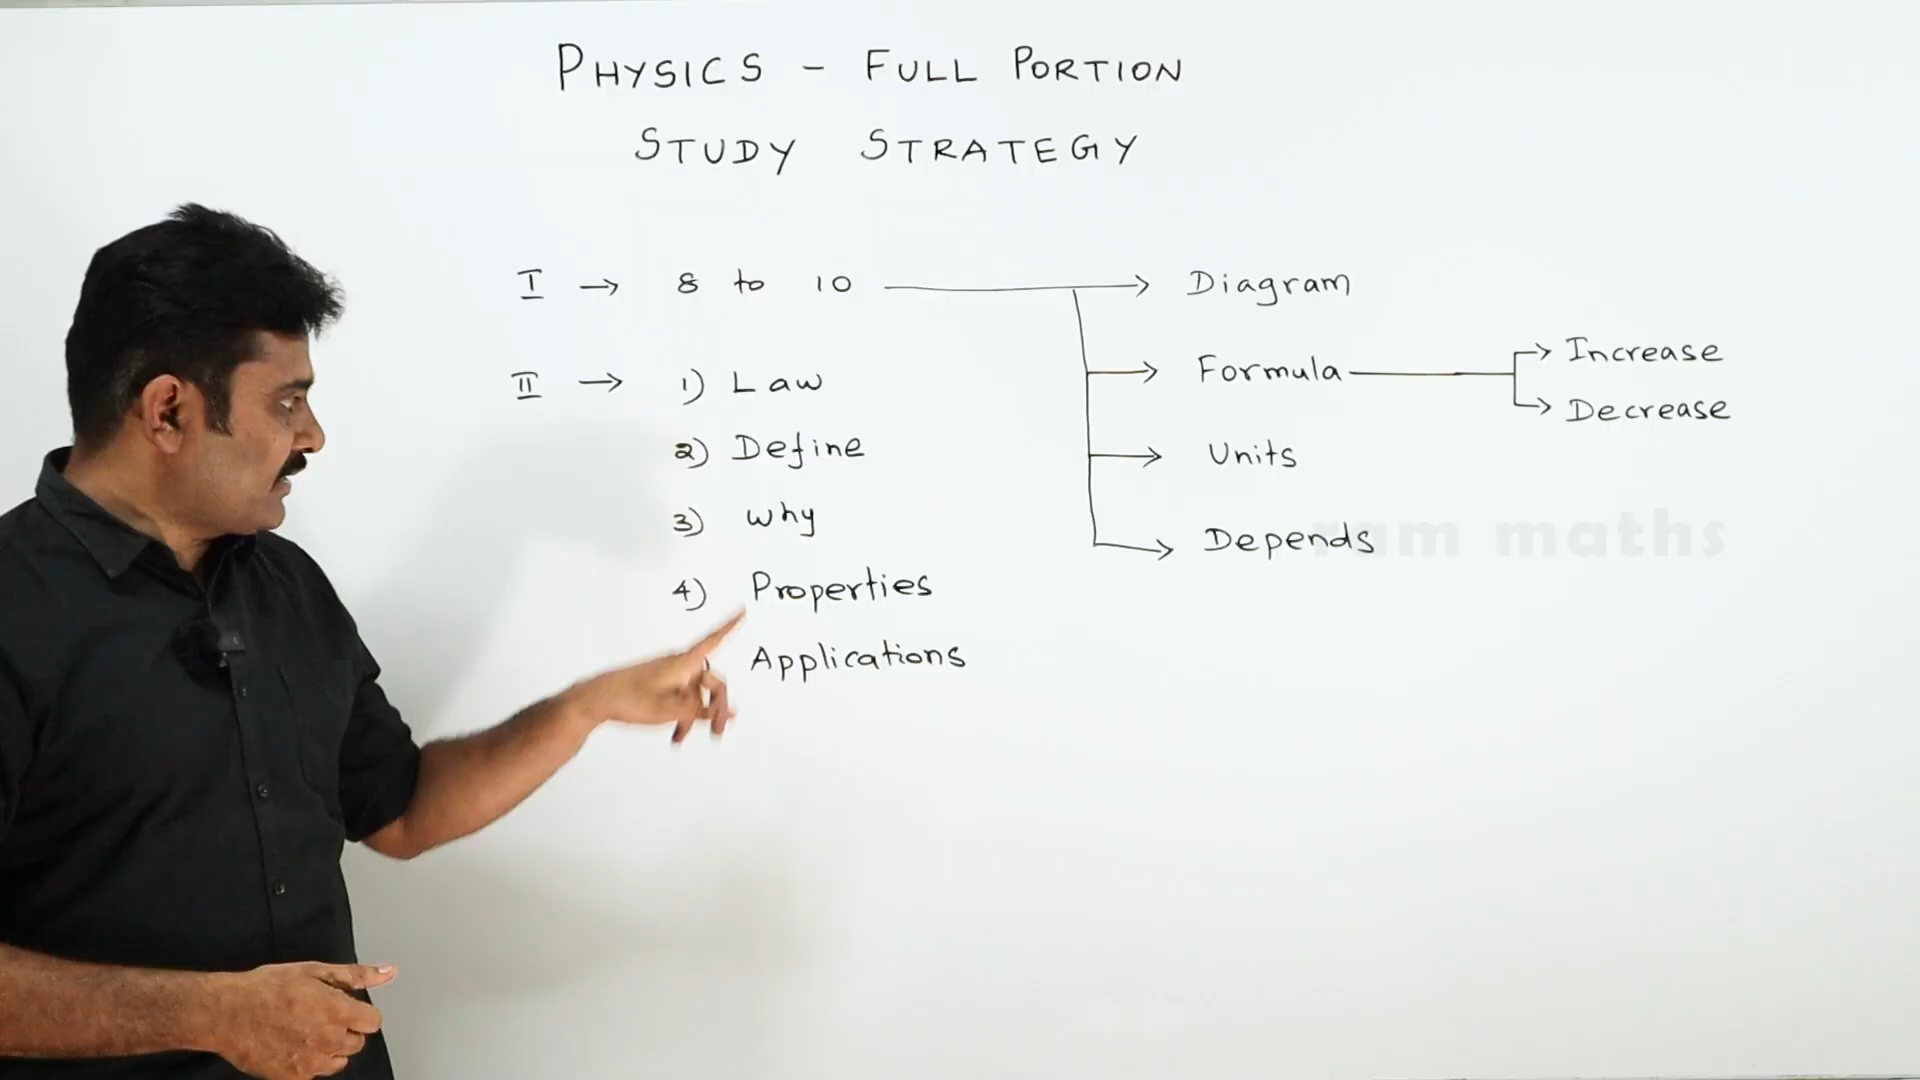 PHYSICS - FULL PORTION
STUDY STRATEGY
I → 8 to 10 → Diagram
→ Formula → Increase
→ Decrease
→ Units
→ Depends
II → 1) Law
2) Define
3) Why
4) Properties
) Applications
ram maths